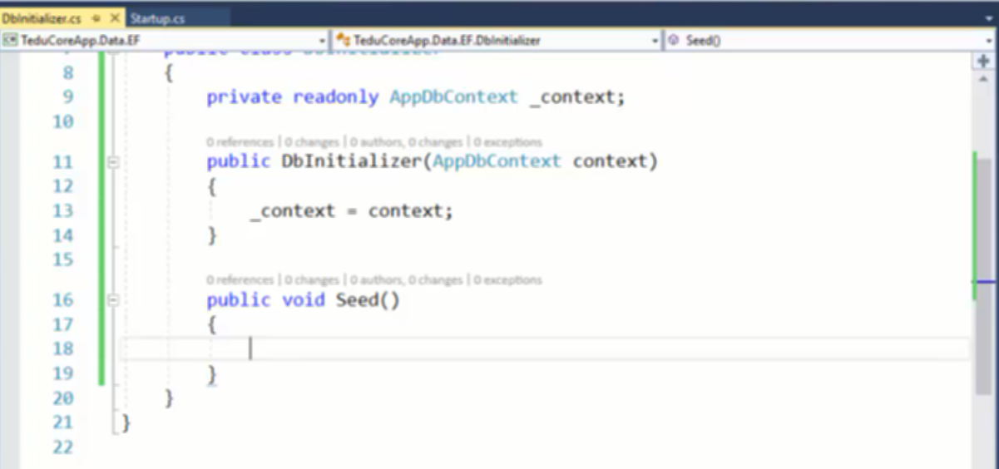 DbInitializer.cs Startup.cs
TeduCoreApp.Data.EF TeduCoreApp.Data.EF.DbInitializer Seed()
8 {
9 private readonly AppDbContext _context;
10
0 references | 0 changes | 0 authors, 0 changes | 0 exceptions
11 public DbInitializer(AppDbContext context)
12 {
13 _context = context;
14 }
15
0 references | 0 changes | 0 authors, 0 changes | 0 exceptions
16 public void Seed()
17 {
18
19 }
20 }
21 }
22